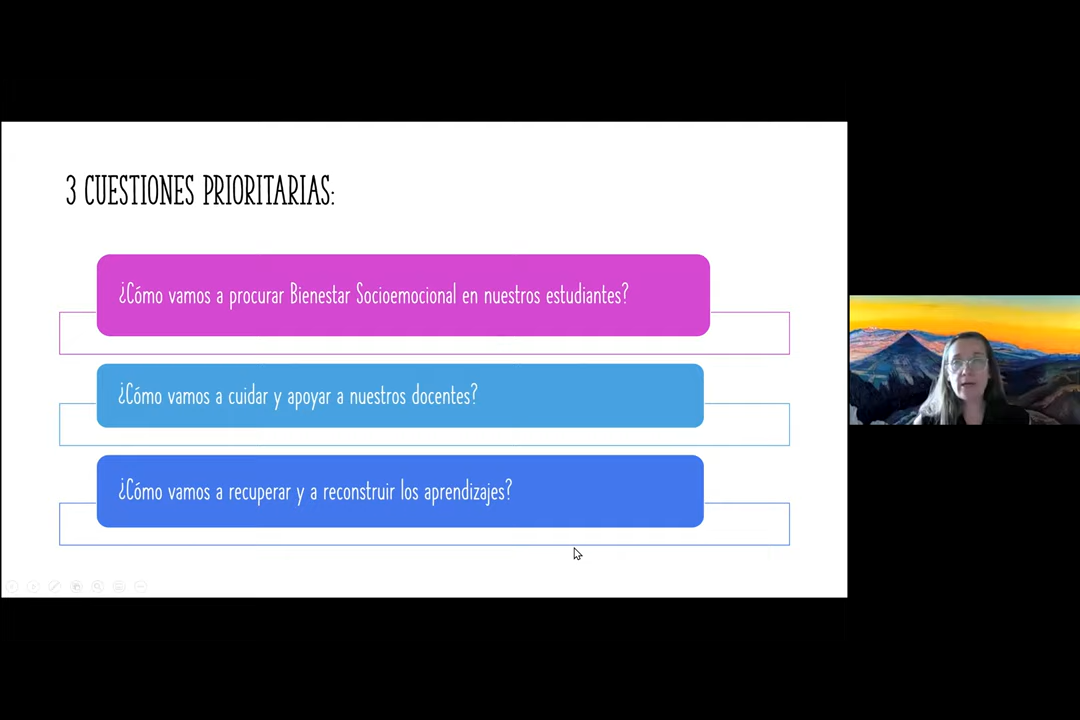 3 CUESTIONES PRIORITARIAS:
¿Cómo vamos a procurar Bienestar Socioemocional en nuestros estudiantes?
¿Cómo vamos a cuidar y apoyar a nuestros docentes?
¿Cómo vamos a recuperar y a reconstruir los aprendizajes?